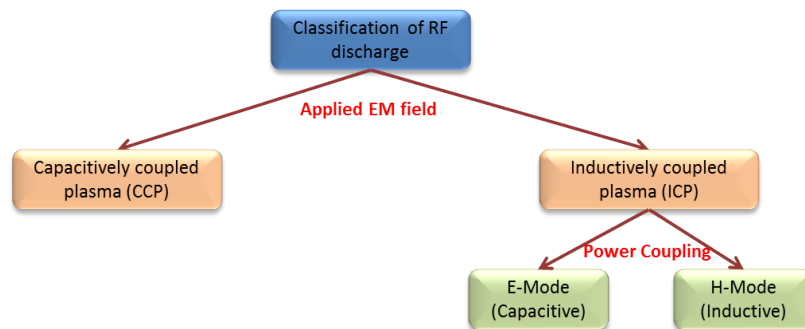 Classification of RF
discharge
Applied EM field
Capacitively coupled
plasma (CCP)
Inductively coupled
plasma (ICP)
Power Coupling
E-Mode
(Capacitive)
H-Mode
(Inductive)